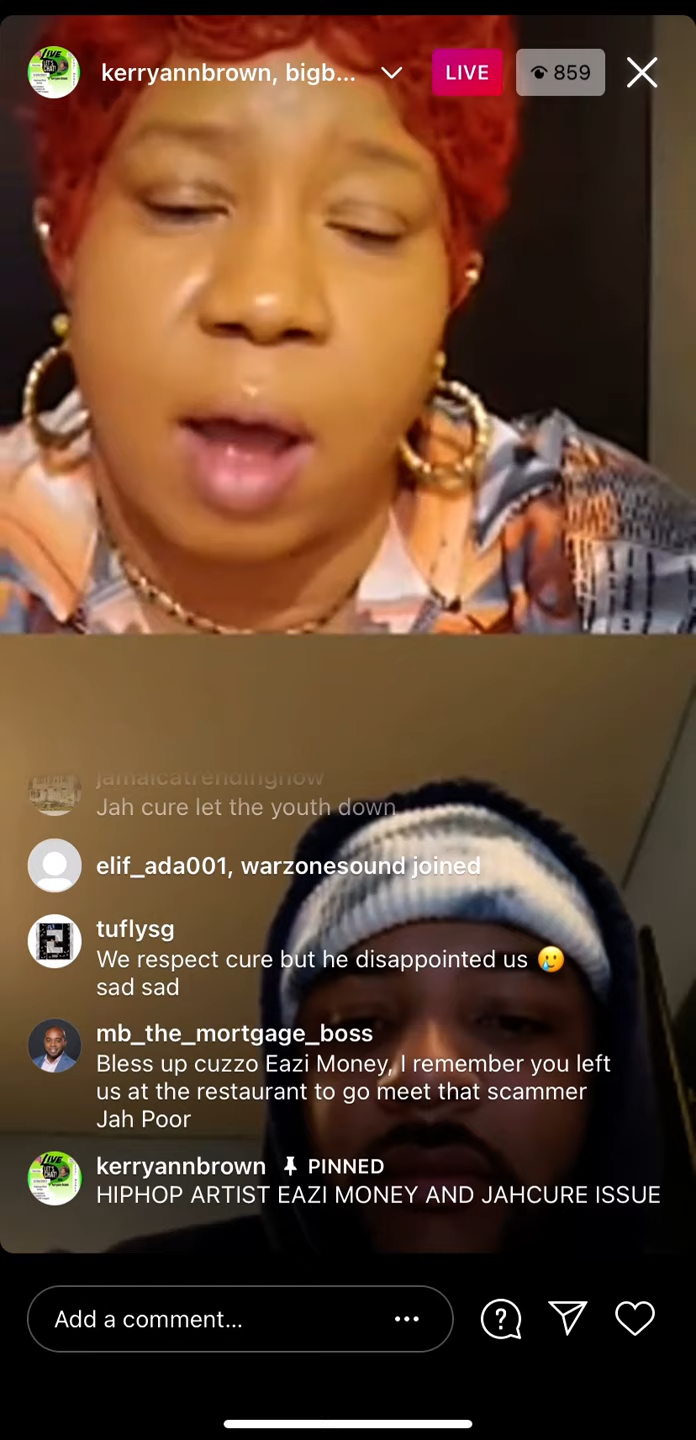 kerryannbrown, bigb...
LIVE
859
jamaicatrendingnow
Jah cure let the youth down
elif_ada001, warzonesound joined
tuflysg
We respect cure but he disappointed us 🥲
sad sad
mb_the_mortgage_boss
Bless up cuzzo Eazi Money, I remember you left
us at the restaurant to go meet that scammer
Jah Poor
kerryannbrown PINNED
HIPHOP ARTIST EAZI MONEY AND JAHCURE ISSUE
Add a comment...